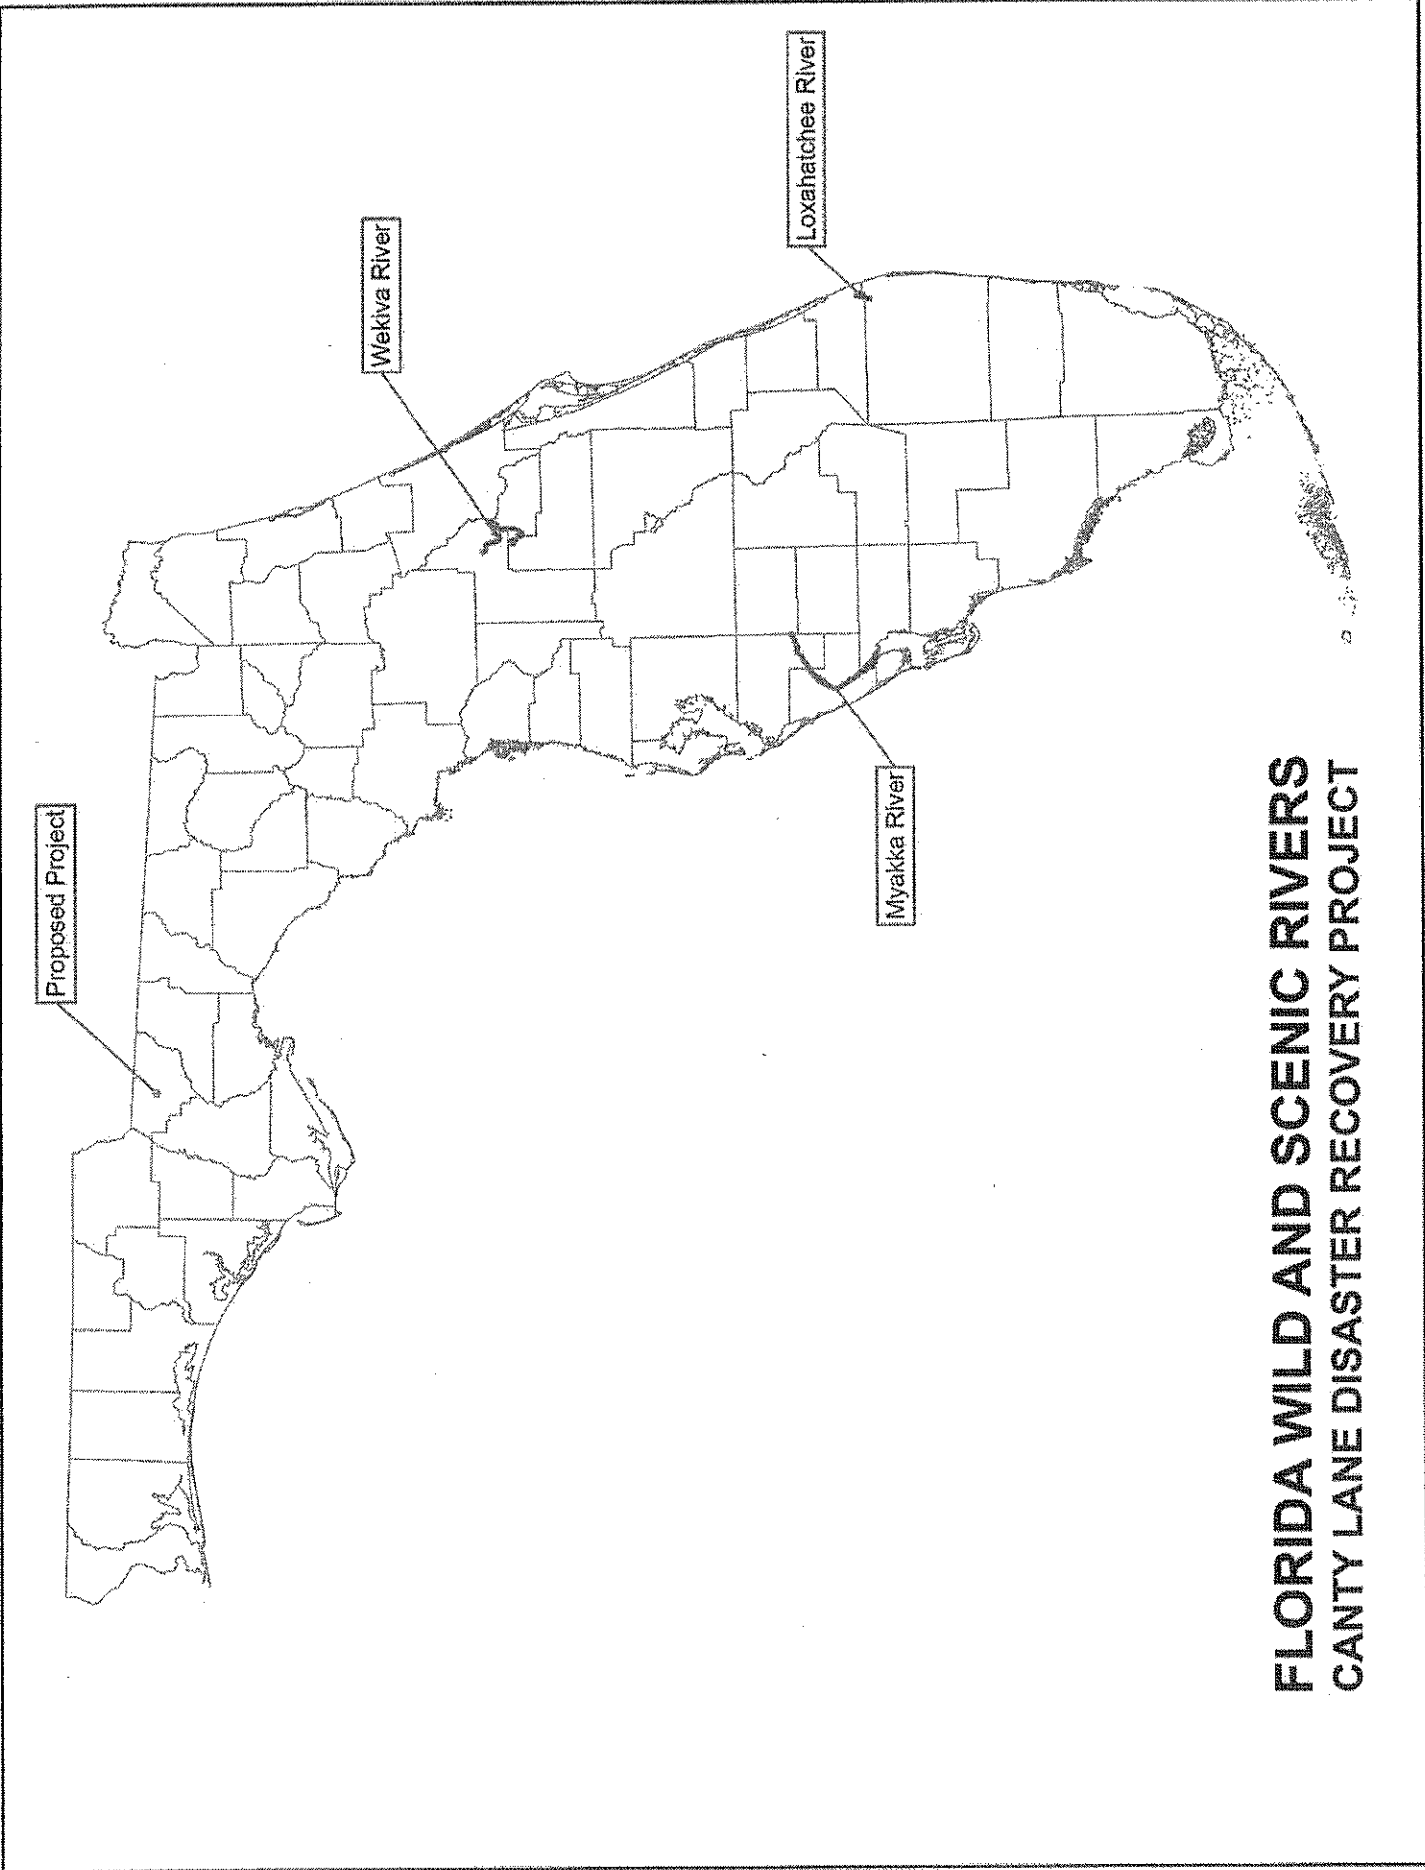 Proposed Project
Wekiva River
Loxahatchee River
Myakka River
FLORIDA WILD AND SCENIC RIVERS
CANTY LANE DISASTER RECOVERY PROJECT